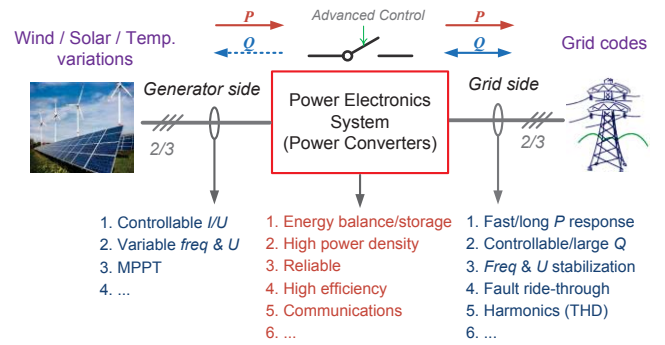 Advanced Control
P
P
Q
Q
Wind / Solar / Temp.
variations
Grid codes
Generator side
Grid side
Power Electronics
System
(Power Converters)
2/3
2/3
1. Controllable I/U
2. Variable freq & U
3. MPPT
4. ...
1. Energy balance/storage
2. High power density
3. Reliable
4. High efficiency
5. Communications
6. ...
1. Fast/long P response
2. Controllable/large Q
3. Freq & U stabilization
4. Fault ride-through
5. Harmonics (THD)
6. ...